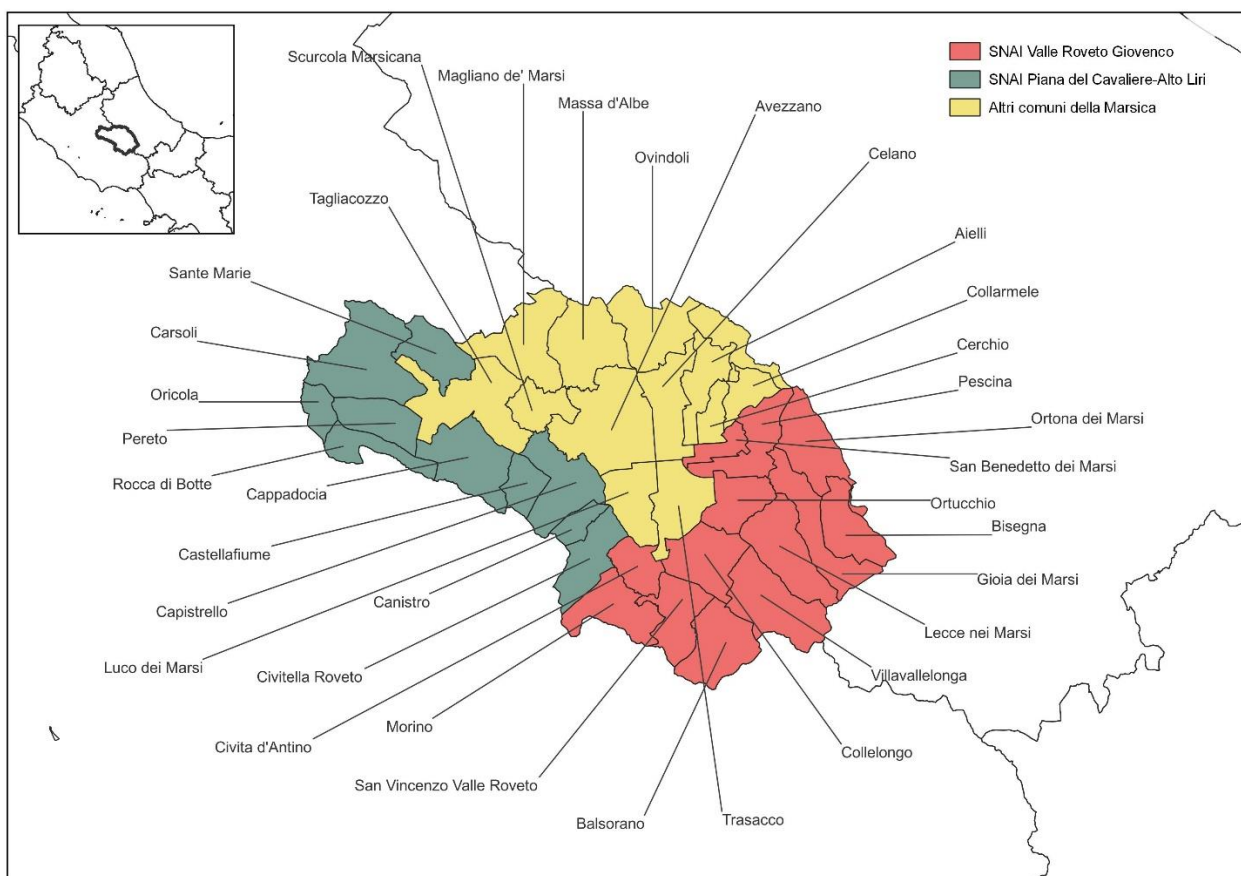 SNAI Valle Roveto Giovenco
SNAI Piana del Cavaliere-Alto Liri
Altri comuni della Marsica
Scurcola Marsicana
Magliano de' Marsi
Massa d'Albe
Avezzano
Ovindoli
Celano
Tagliacozzo
Aielli
Sante Marie
Collarmele
Carsoli
Cerchio
Pescina
Oricola
Ortona dei Marsi
Pereto
San Benedetto dei Marsi
Rocca di Botte
Cappadocia
Ortucchio
Bisegna
Castellafiume
Gioia dei Marsi
Canistro
Capistrello
Lecce nei Marsi
Luco dei Marsi
Civitella Roveto
Villavallelonga
Morino
Civita d'Antino
Collelongo
San Vincenzo Valle Roveto
Trasacco
Balsorano